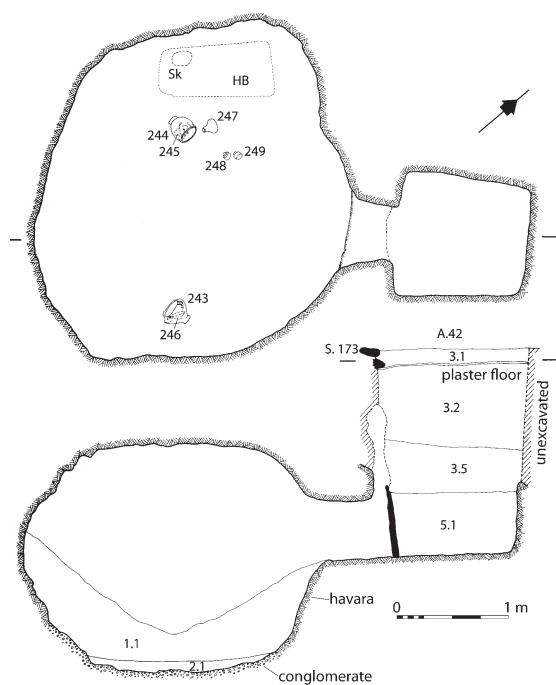 Sk
HB
244
247
245
248
249
243
246
A.42
S. 173
3.1
plaster floor
3.2
unexcavated
3.5
5.1
havara
0 1 m
1.1
2.1
conglomerate